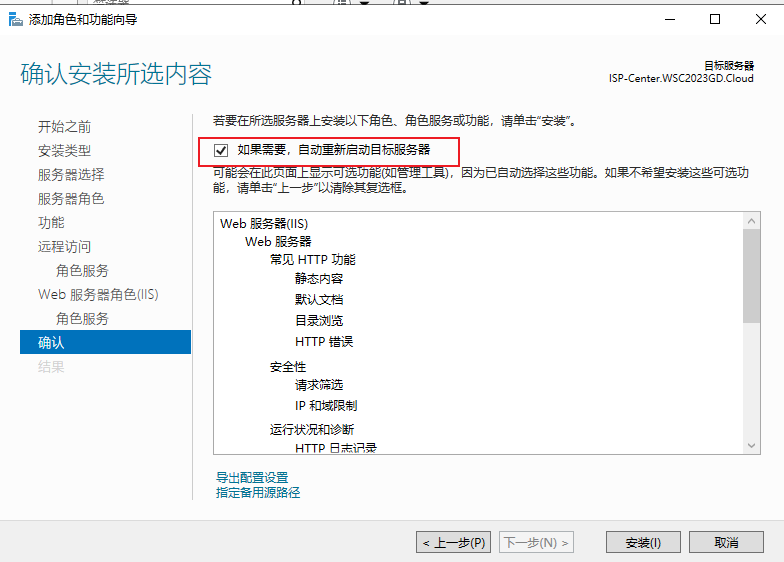 添加角色和功能向导
确认安装所选内容
目标服务器
ISP-Center.WSC2023GD.Cloud
开始之前
安装类型
服务器选择
服务器角色
功能
远程访问
角色服务
Web 服务器角色(IIS)
角色服务
确认
结果
若要在所选服务器上安装以下角色、角色服务或功能，请单击“安装”。
如果需要，自动重新启动目标服务器
可能会在此页面上显示可选功能(如管理工具)，因为已自动选择这些功能。如果不希望安装这些可选功
能，请单击“上一步”以清除其复选框。
Web 服务器(IIS)
Web 服务器
常见 HTTP 功能
静态内容
默认文档
目录浏览
HTTP 错误
安全性
请求筛选
IP 和域限制
运行状况和诊断
HTTP 日志记录
导出配置设置
指定备用源路径
< 上一步(P)
下一步(N) >
安装(I)
取消